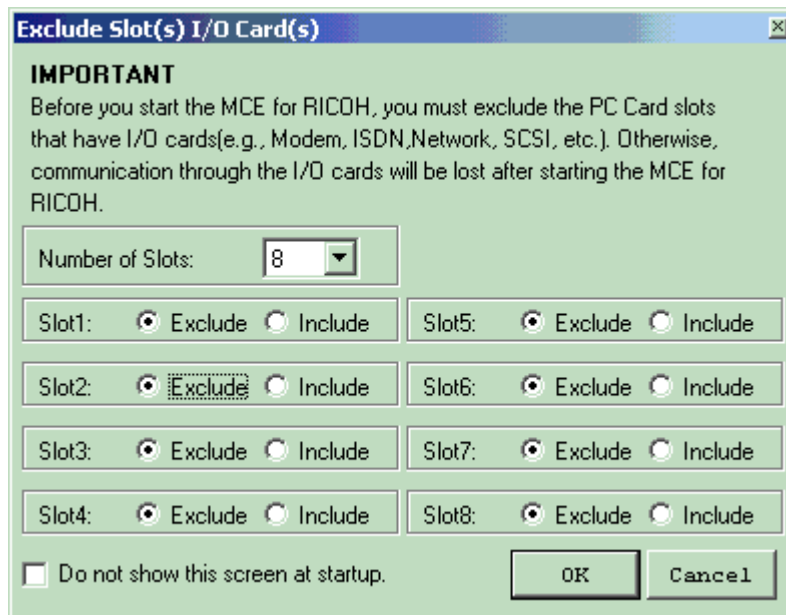 Exclude Slot(s) I/O Card(s)
IMPORTANT
Before you start the MCE for RICOH, you must exclude the PC Card slots
that have I/O cards(e.g., Modem, ISDN,Network, SCSI, etc.). Otherwise,
communication through the I/O cards will be lost after starting the MCE for
RICOH.
Number of Slots: 8
Slot1: Exclude Include Slot5: Exclude Include
Slot2: Exclude Include Slot6: Exclude Include
Slot3: Exclude Include Slot7: Exclude Include
Slot4: Exclude Include Slot8: Exclude Include
Do not show this screen at startup. OK Cancel